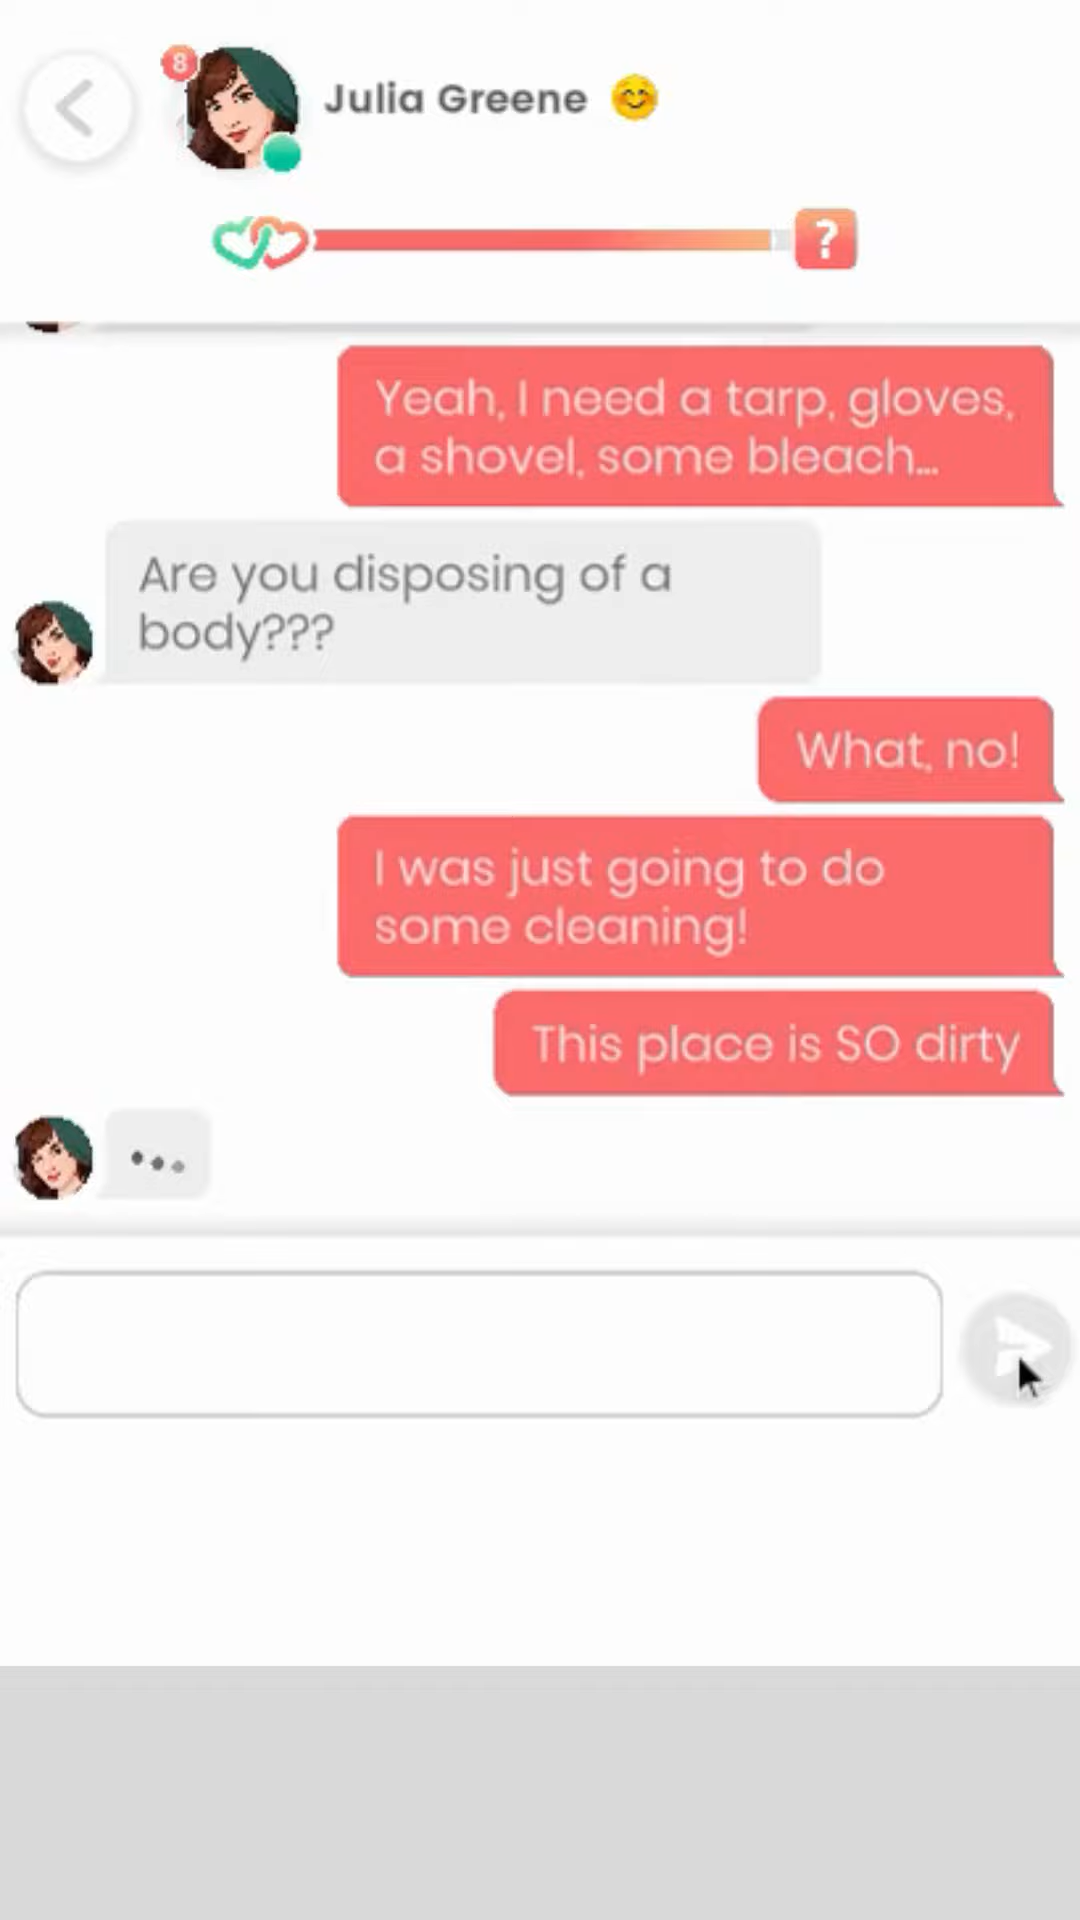 8
Julia Greene 😊
?
Yeah, I need a tarp, gloves,
a shovel, some bleach...
Are you disposing of a
body???
What, no!
I was just going to do
some cleaning!
This place is SO dirty